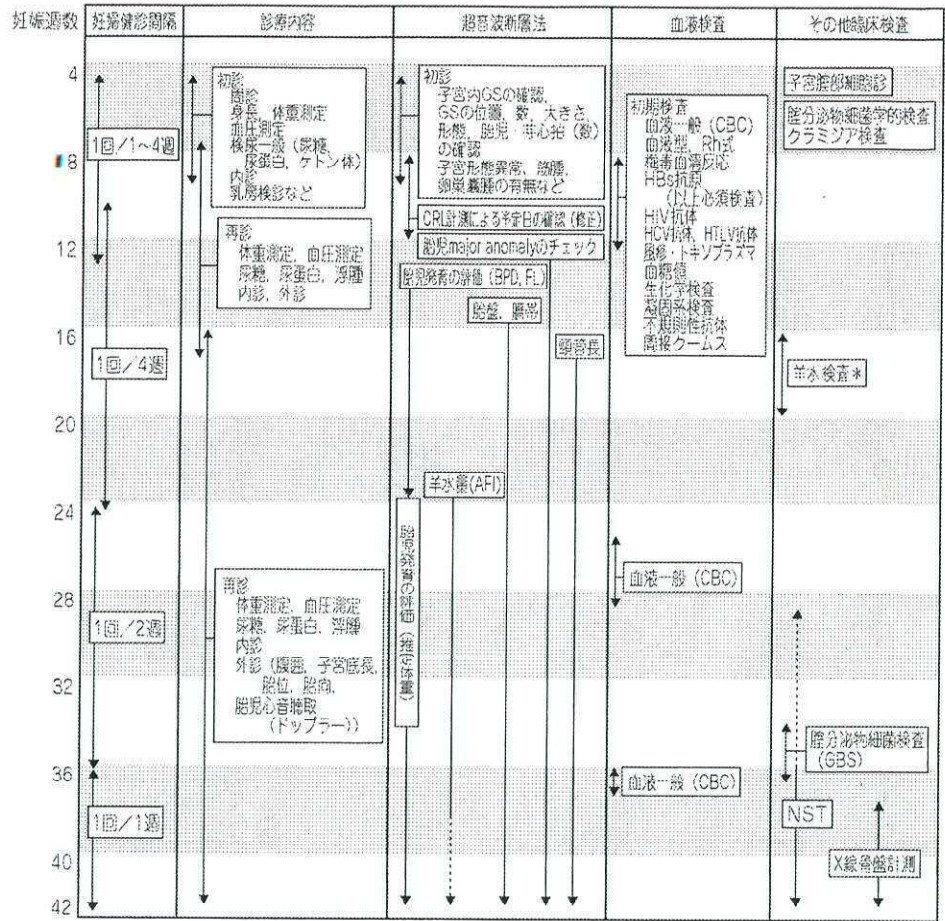 妊娠週数
妊婦健診間隔
診療内容
超音波断層法
血液検査
その他臨床検査
4
8
12
16
20
24
28
32
36
40
42
1回/1~4週
1回/4週
1回/2週
1回/1週
初診
問診
身長，体重測定
血圧測定
検尿一般（尿糖，
尿蛋白，ケトン体）
内診
乳房検診など
再診
体重測定，血圧測定
尿糖，尿蛋白，浮腫
内診，外診
再診
体重測定，血圧測定
尿糖，尿蛋白，浮腫
内診
外診（腹囲，子宮底長，
胎位，胎向，
胎児心音聴取
（ドップラー））
初診
子宮内GSの確認，
GSの位置，数，大きさ，
形態，胎児・胎心拍（数）
の確認
子宮形態異常，筋腫，
卵巣嚢腫の有無など
CRL計測による予定日の確認（修正）
胎児major anomalyのチェック
胎児発育の評価（BPD, FL）
胎盤，臍帯
頸管長
羊水量(AFI)
胎児発育の評価（推定体重）
初期検査
血液一般（CBC）
血液型，Rh式
梅毒血清反応
HBs抗原
（以上必須検査）
HIV抗体
HCV抗体，HTLV抗体
風疹・トキソプラズマ
血糖値
生化学検査
凝固系検査
不規則性抗体
間接クームス
血液一般（CBC）
血液一般（CBC）
子宮腟部細胞診
腟分泌物細菌学的検査
クラミジア検査
羊水検査＊
腟分泌物細菌検査
（GBS）
NST
X線骨盤計測